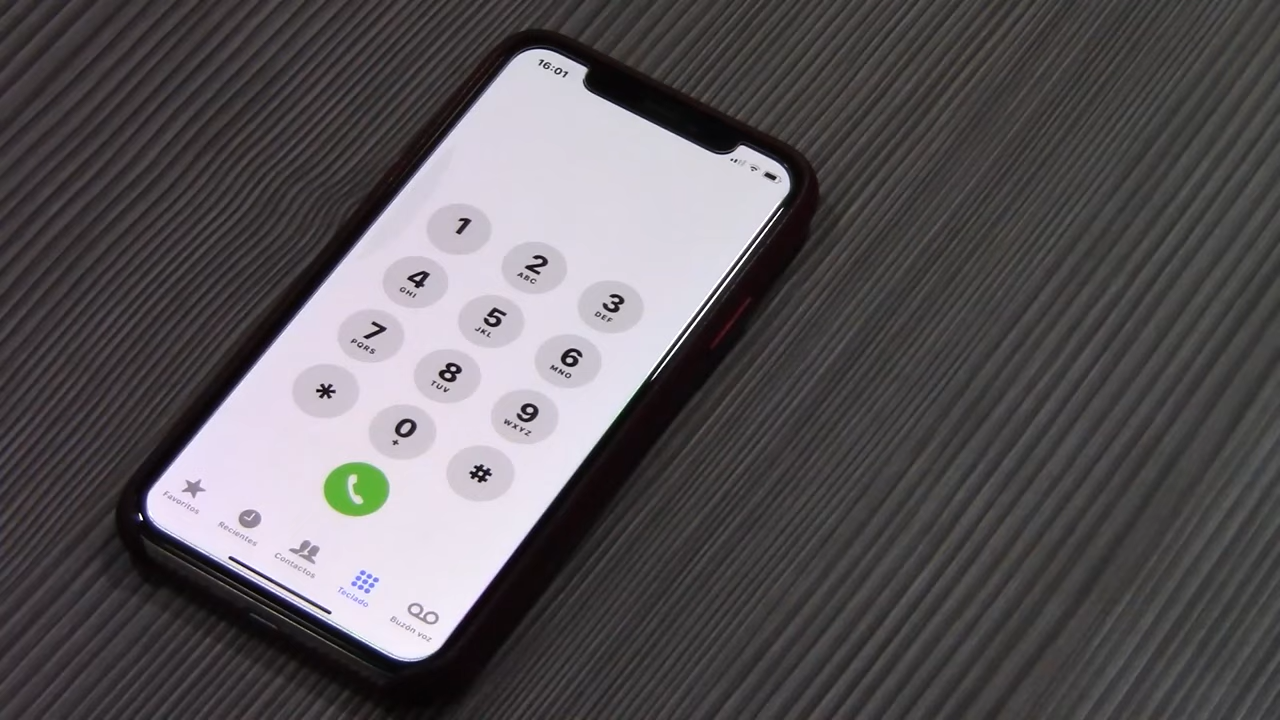 16:01
1
2
ABC
3
DEF
4
GHI
5
JKL
6
MNO
7
PQRS
8
TUV
9
WXYZ
*
0
+
#
Favoritos
Recientes
Contactos
Teclado
Buzón voz